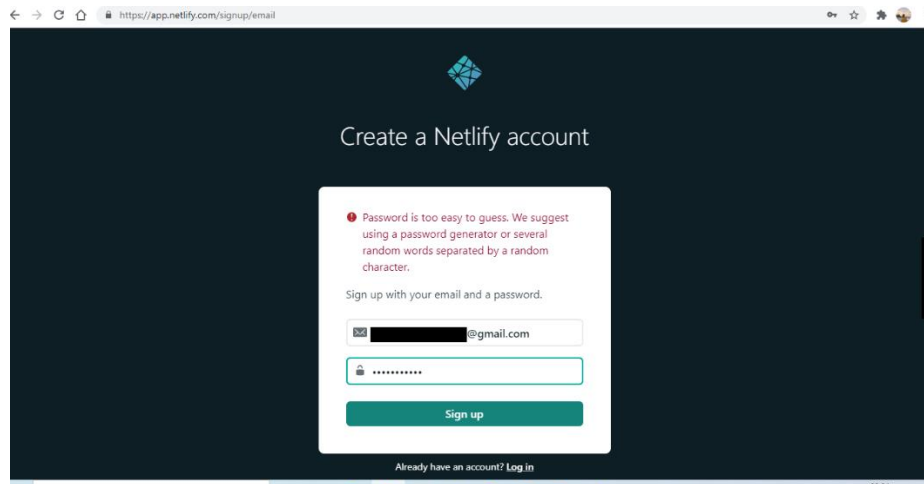 https://app.netlify.com/signup/email
Create a Netlify account
Password is too easy to guess. We suggest
using a password generator or several
random words separated by a random
character.
Sign up with your email and a password.
@gmail.com
•••••••••••
Sign up
Already have an account? Log in